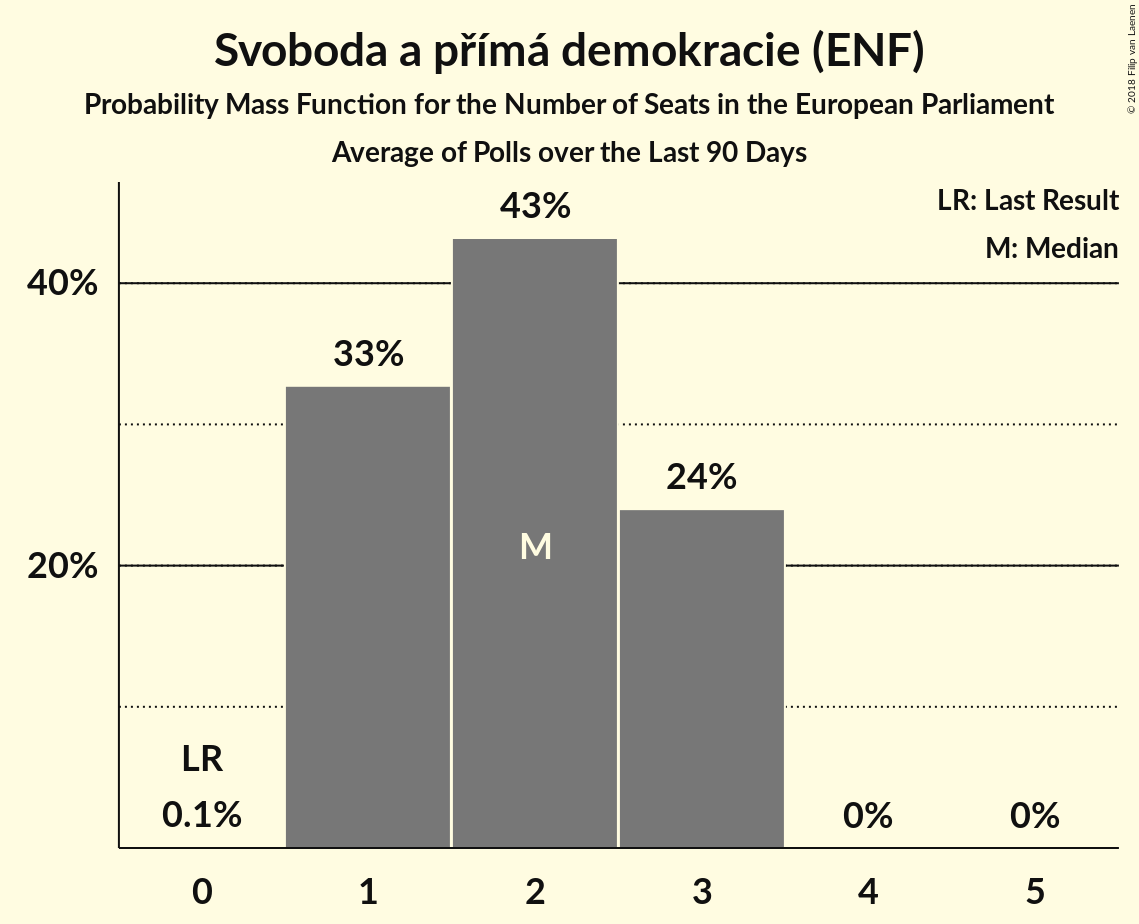 Svoboda a přímá demokracie (ENF)
Probability Mass Function for the Number of Seats in the European Parliament
Average of Polls over the Last 90 Days
© 2018 Filip van Laenen
LR: Last Result
M: Median
43%
40%
33%
24%
M
20%
LR
0.1%
0%
0%
0
1
2
3
4
5